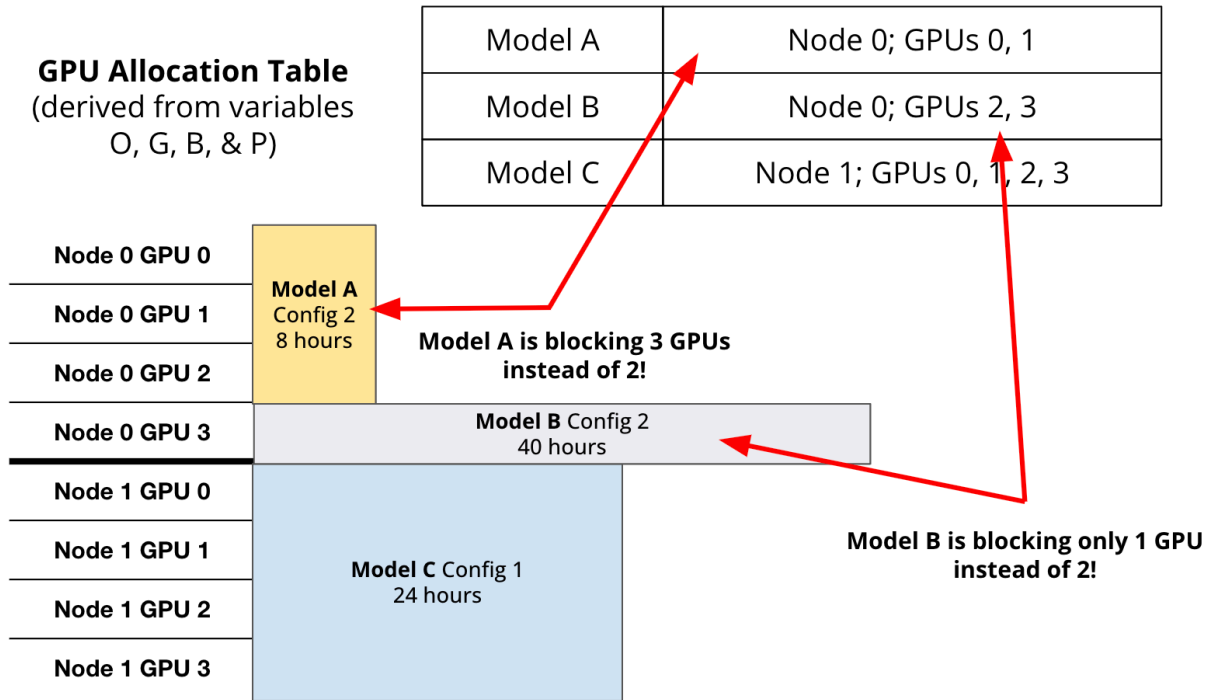 GPU Allocation Table
(derived from variables
O, G, B, & P)
Model A
Node 0; GPUs 0, 1
Model B
Node 0; GPUs 2, 3
Model C
Node 1; GPUs 0, 1, 2, 3
Node 0 GPU 0
Node 0 GPU 1
Node 0 GPU 2
Node 0 GPU 3
Node 1 GPU 0
Node 1 GPU 1
Node 1 GPU 2
Node 1 GPU 3
Model A
Config 2
8 hours
Model A is blocking 3 GPUs
instead of 2!
Model B Config 2
40 hours
Model B is blocking only 1 GPU
instead of 2!
Model C Config 1
24 hours